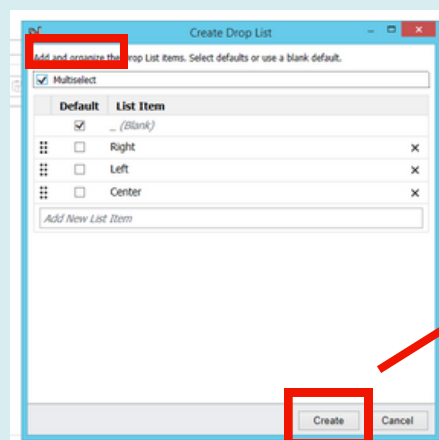 Create Drop List
Add and organize the Drop List items. Select defaults or use a blank default.
Multiselect
Default List Item
_ (Blank)
Right
Left
Center
Add New List Item
Create Cancel